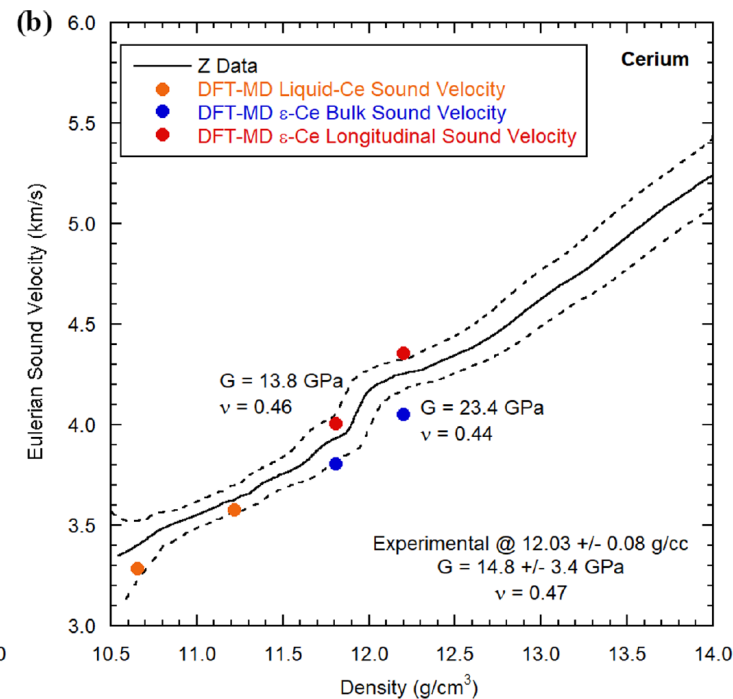 (b)
6.0
5.5
5.0
4.5
4.0
3.5
3.0
Eulerian Sound Velocity (km/s)
Cerium
Z Data
DFT-MD Liquid-Ce Sound Velocity
DFT-MD ε-Ce Bulk Sound Velocity
DFT-MD ε-Ce Longitudinal Sound Velocity
G = 13.8 GPa
ν = 0.46
G = 23.4 GPa
ν = 0.44
Experimental @ 12.03 +/- 0.08 g/cc
G = 14.8 +/- 3.4 GPa
ν = 0.47
0
10.5 11.0 11.5 12.0 12.5 13.0 13.5 14.0
Density (g/cm³)